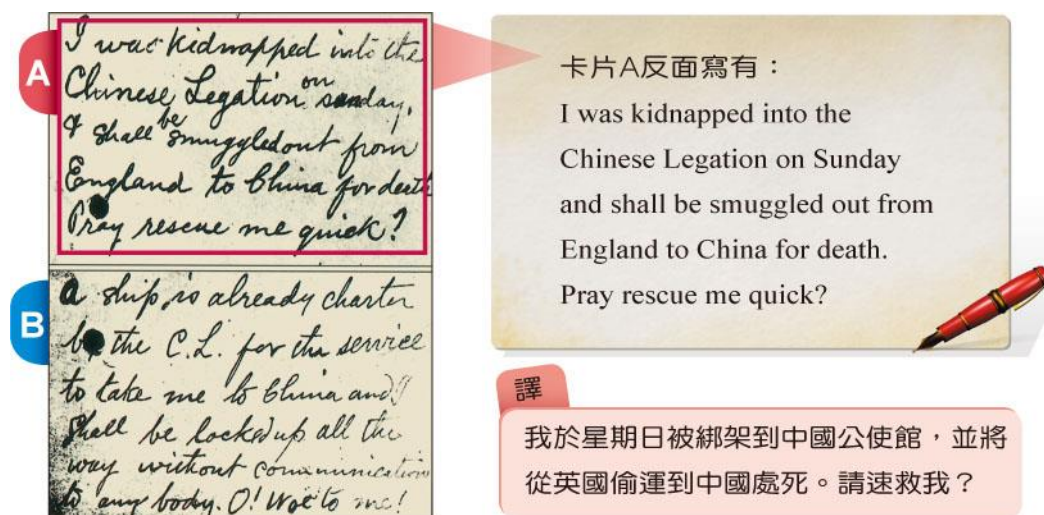 A
I was kidnapped into the
Chinese Legation on sunday,
& shall be smuggled out from
England to China for death
Pray rescue me quick?
B
a ship is already charter
by the C.L. for the service
to take me to China and I
shall be locked up all the
way without communication
to any body. O! Woe to me!
卡片A反面寫有：
I was kidnapped into the
Chinese Legation on Sunday
and shall be smuggled out from
England to China for death.
Pray rescue me quick?
譯
我於星期日被綁架到中國公使館，並將
從英國偷運到中國處死。請速救我？